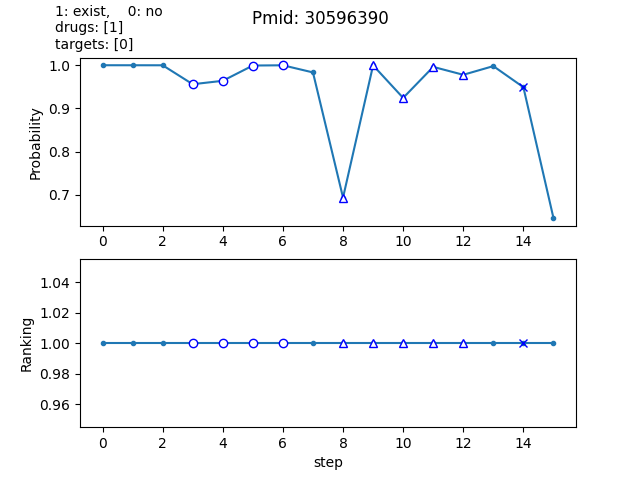 1: exist,    0: no
drugs: [1]
targets: [0]
Pmid: 30596390
1.0
0.9
0.8
0.7
Probability
0 2 4 6 8 10 12 14
1.04
1.02
1.00
0.98
0.96
Ranking
0 2 4 6 8 10 12 14
step